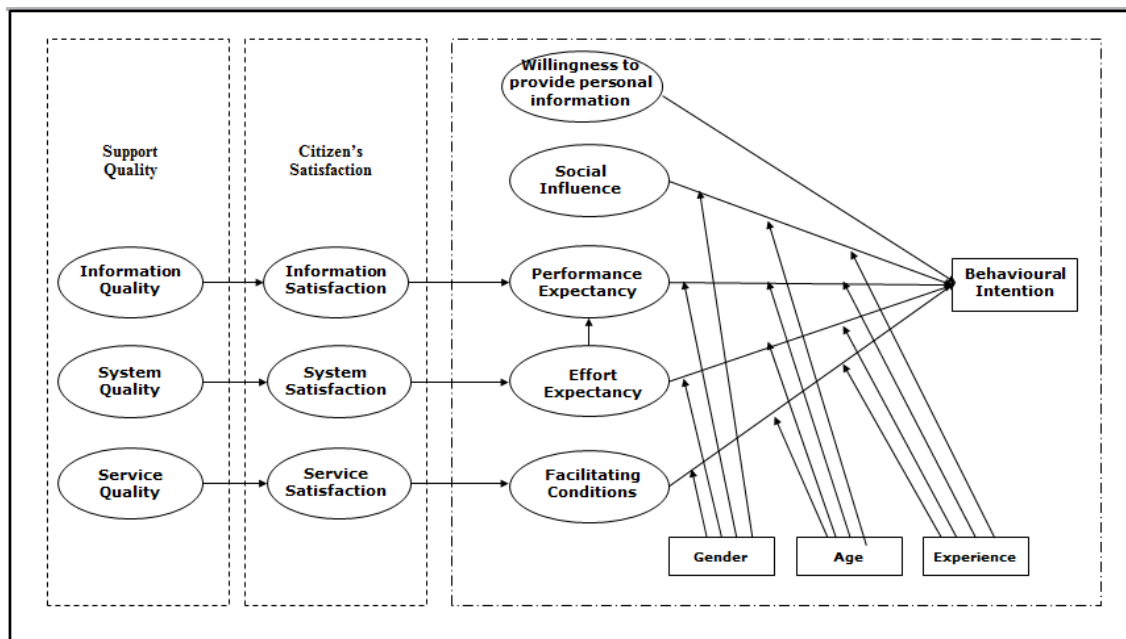 Support
Quality
Citizen's
Satisfaction
Willingness to
provide personal
information
Social
Influence
Information
Quality
Information
Satisfaction
Performance
Expectancy
Behavioural
Intention
System
Quality
System
Satisfaction
Effort
Expectancy
Service
Quality
Service
Satisfaction
Facilitating
Conditions
Gender
Age
Experience